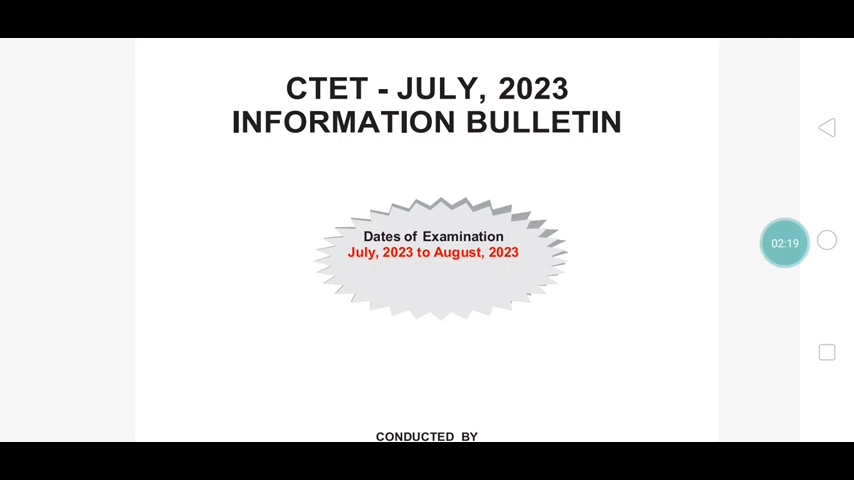 CTET - JULY, 2023
INFORMATION BULLETIN
Dates of Examination
July, 2023 to August, 2023
02:19
CONDUCTED BY